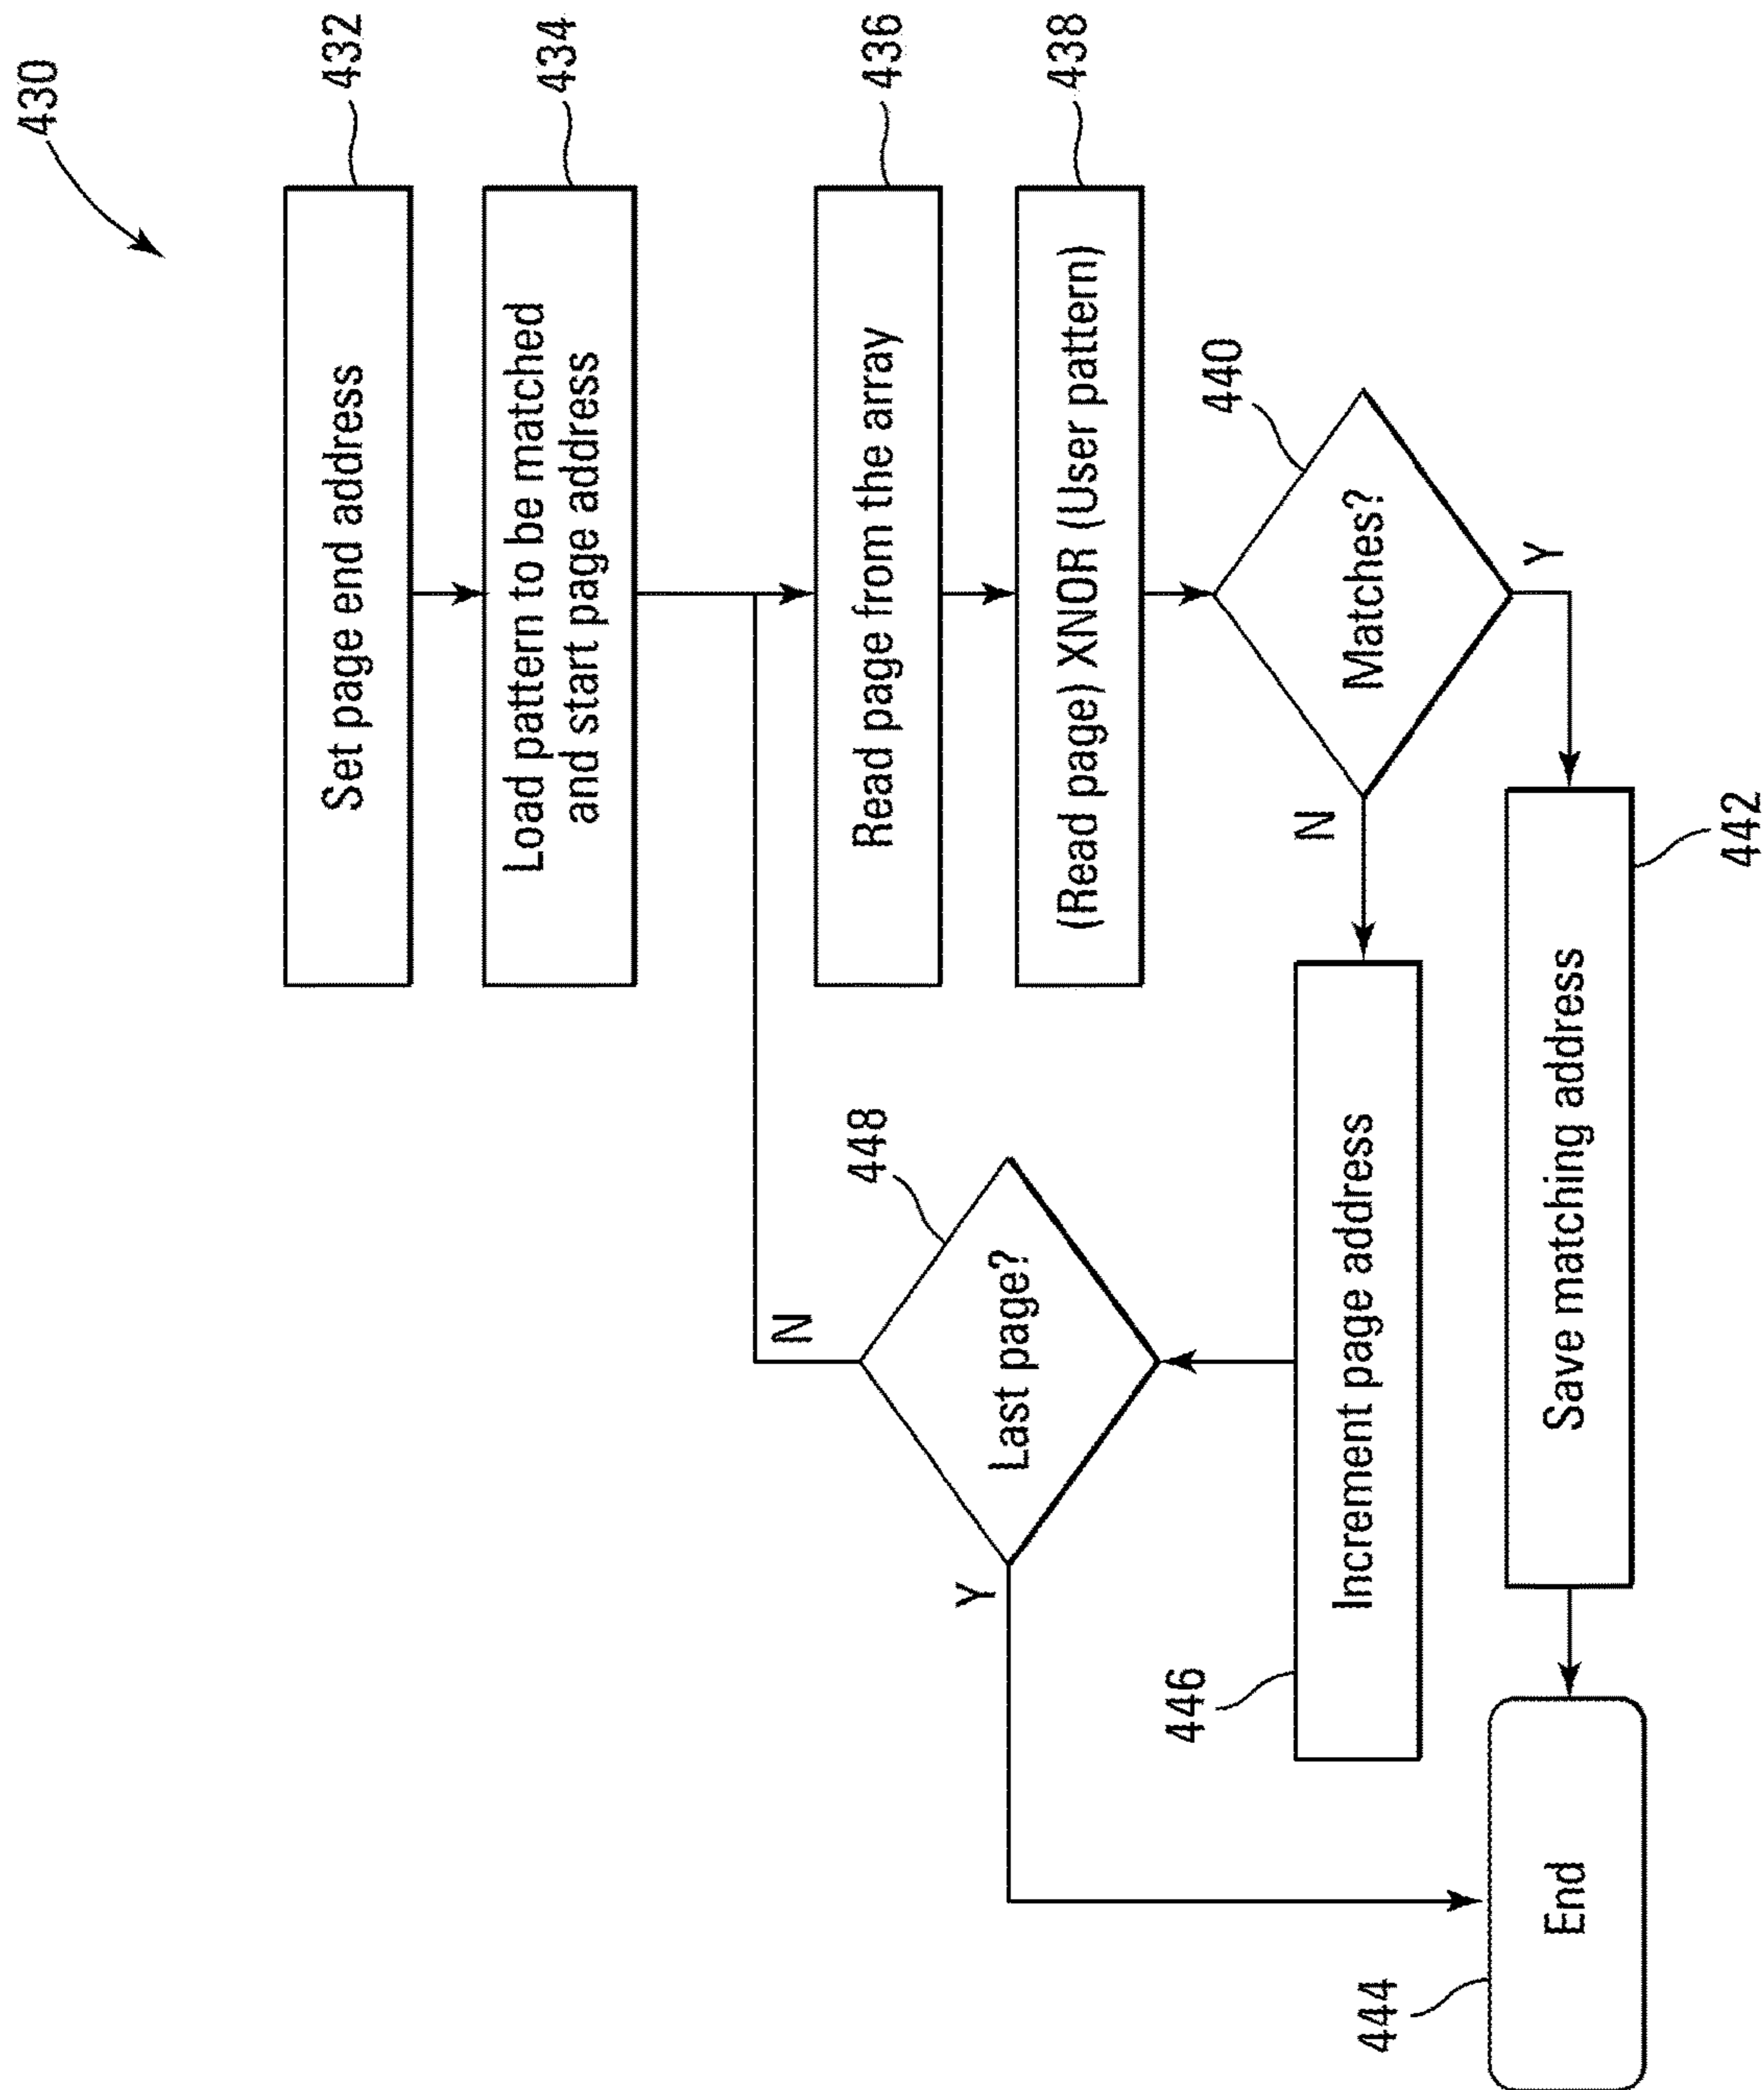 430
Set page end address
432
Load pattern to be matched
and start page address
434
Read page from the array
436
(Read page) XNOR (User pattern)
438
Matches?
440
N
Y
Last page?
448
N
Y
Increment page address
446
Save matching address
442
End
444